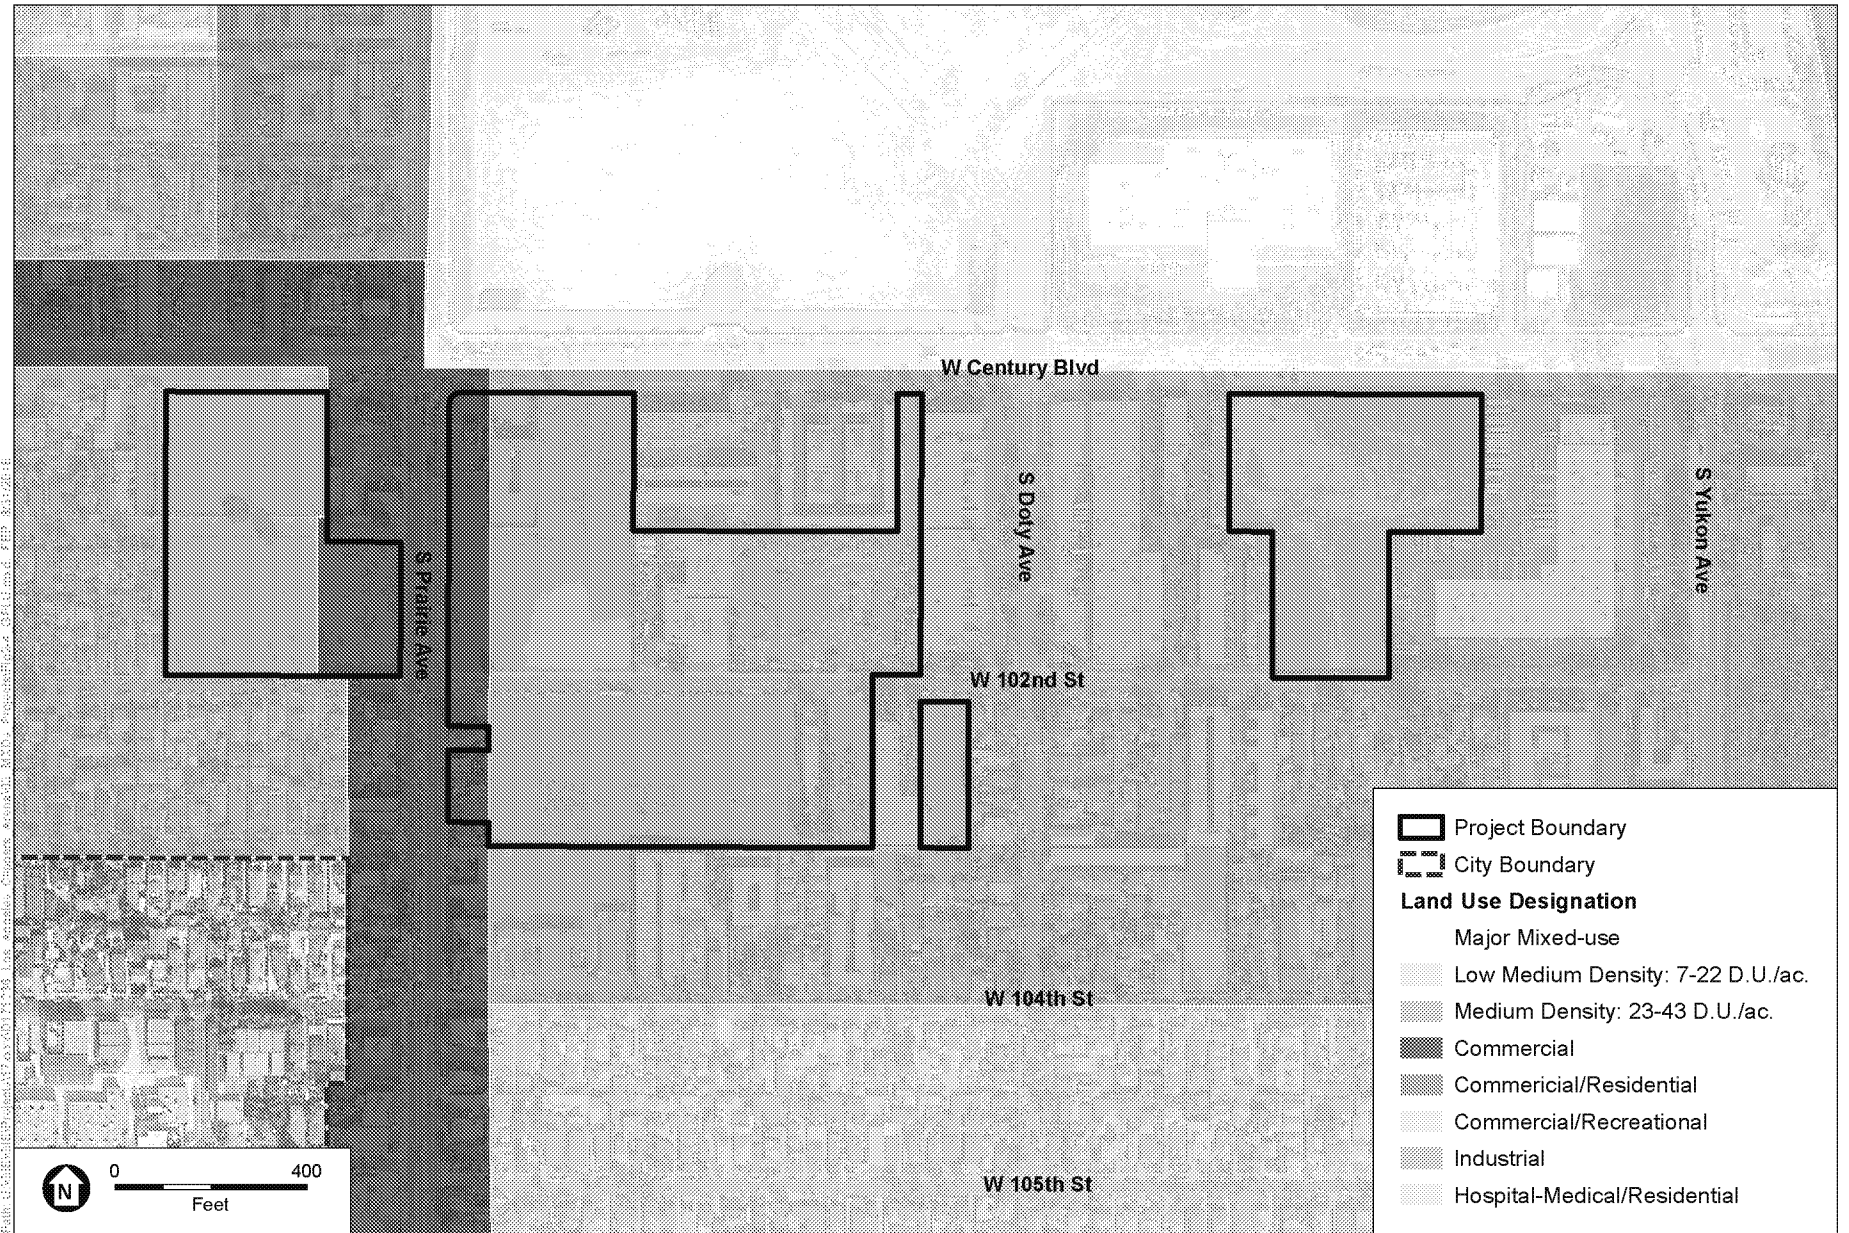 W Century Blvd
S Prairie Ave
S Doty Ave
S Yukon Ave
W 102nd St
W 104th St
W 105th St
Project Boundary
City Boundary
Land Use Designation
Major Mixed-use
Low Medium Density: 7-22 D.U./ac.
Medium Density: 23-43 D.U./ac.
Commercial
Commericial/Residential
Commercial/Recreational
Industrial
Hospital-Medical/Residential
N
0 400
Feet